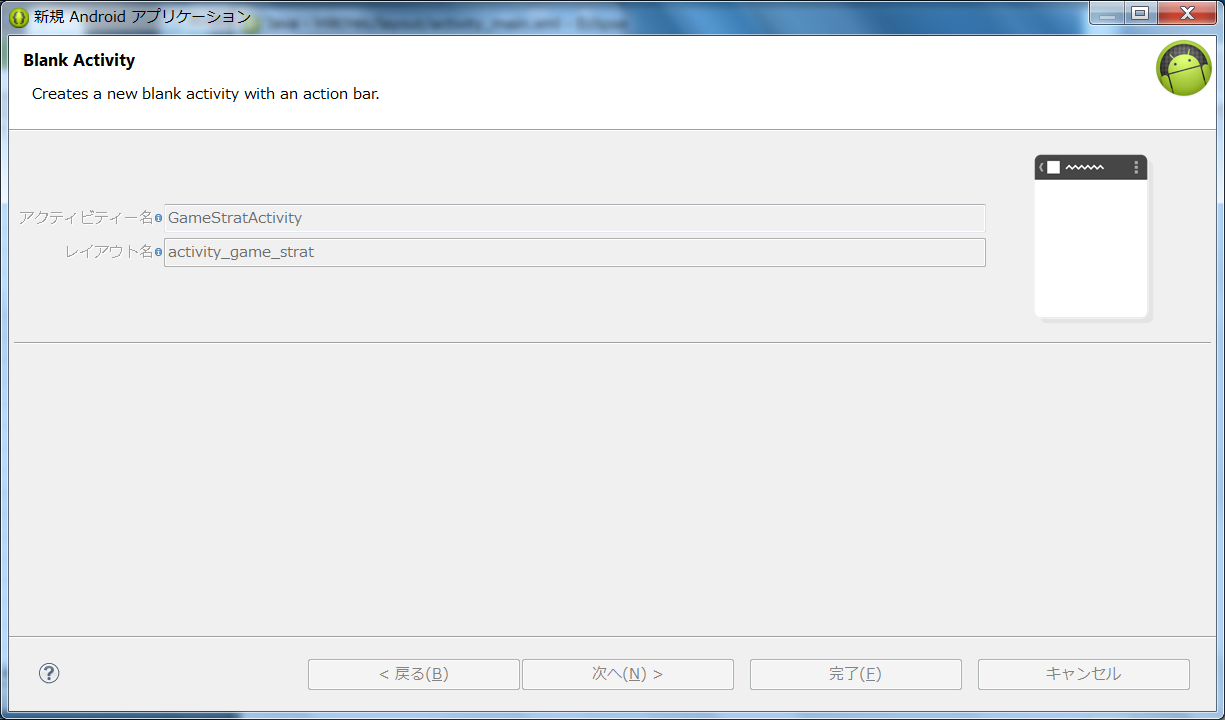 新規 Android アプリケーション
Blank Activity
Creates a new blank activity with an action bar.
アクティビティー名 GameStratActivity
レイアウト名 activity_game_strat
< 戻る(B)
次へ(N) >
完了(F)
キャンセル